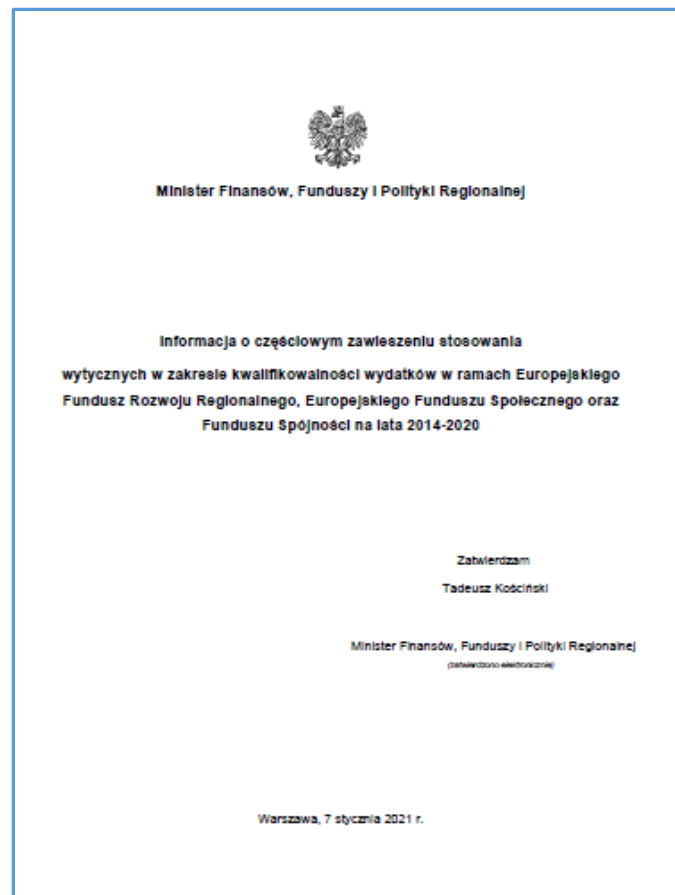 Minister Finansów, Funduszy i Polityki Regionalnej
Informacja o częściowym zawieszeniu stosowania
wytycznych w zakresie kwalifikowalności wydatków w ramach Europejskiego
Fundusz Rozwoju Regionalnego, Europejskiego Funduszu Społecznego oraz
Funduszu Spójności na lata 2014-2020
Zatwierdzam
Tadeusz Kościński
Minister Finansów, Funduszy i Polityki Regionalnej
(zatwierdzono elektronicznie)
Warszawa, 7 stycznia 2021 r.